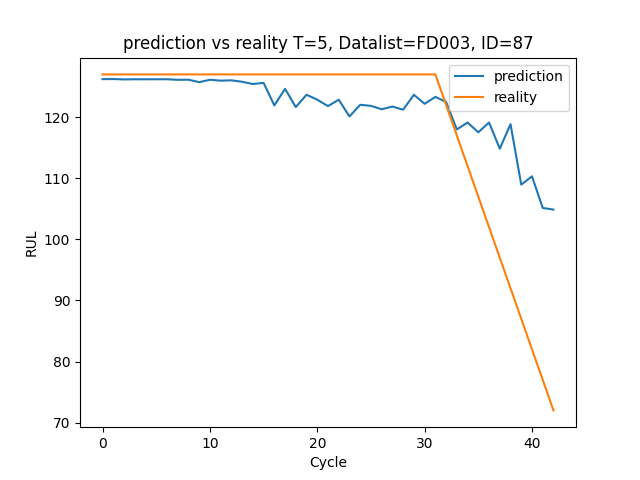 prediction vs reality T=5, Datalist=FD003, ID=87
prediction
reality
RUL
120
110
100
90
80
70
0 10 20 30 40
Cycle